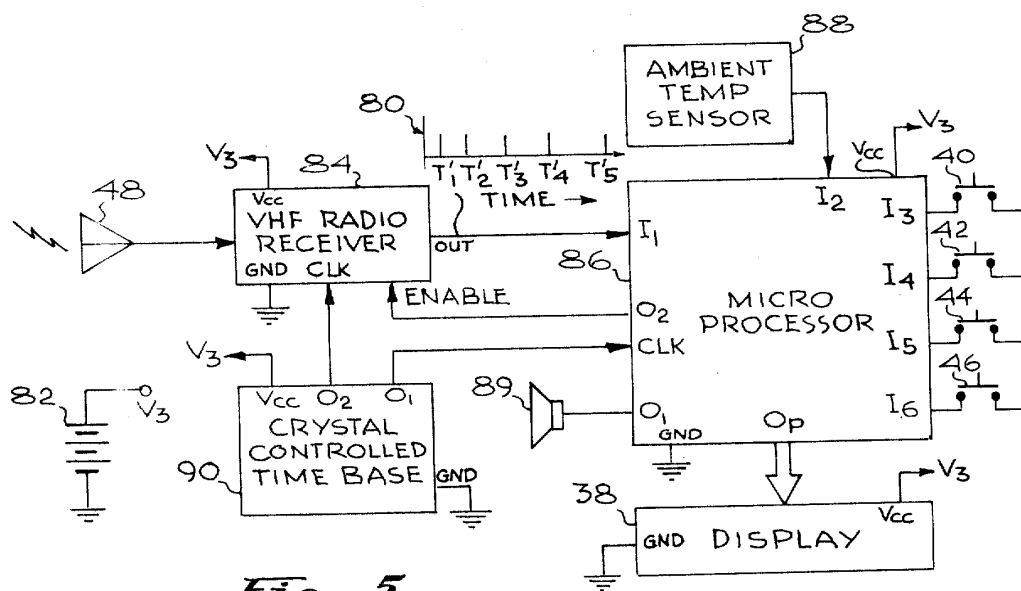 88
AMBIENT
TEMP
SENSOR
80
V3
84
T'1 T'2 T'3 T'4 T'5
TIME
48
Vcc
VHF RADIO
RECEIVER
GND CLK
OUT
ENABLE
86
Vcc
V3
I1
I2
I3
I4
I5
I6
40
42
44
46
MICRO
PROCESSOR
O2
CLK
O1
GND
Op
89
82
V3
V3
Vcc O2 O1
CRYSTAL
CONTROLLED
TIME BASE
GND
90
38
V3
Vcc
GND DISPLAY